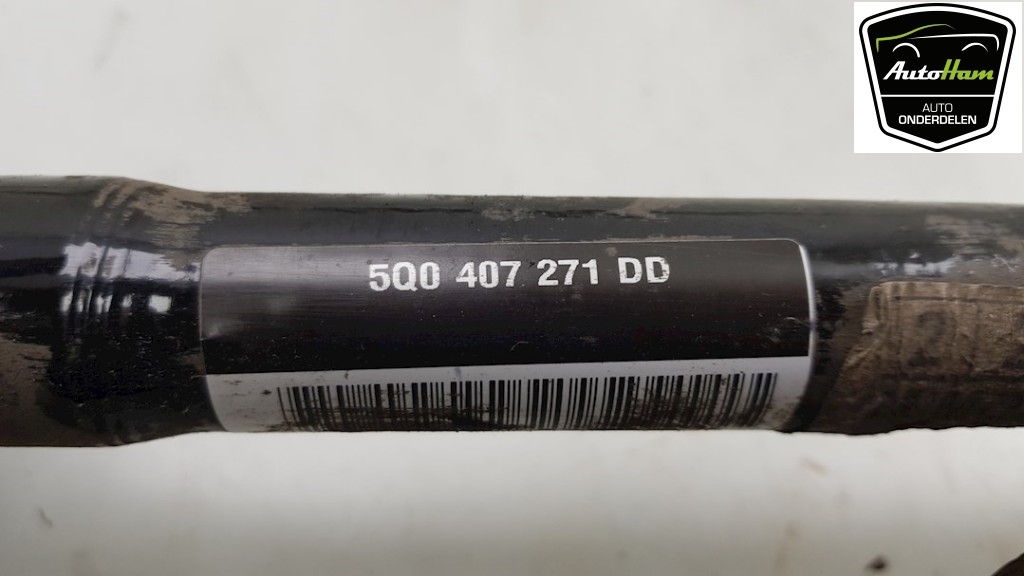 AutoHam
AUTO
ONDERDELEN
5Q0 407 271 DD